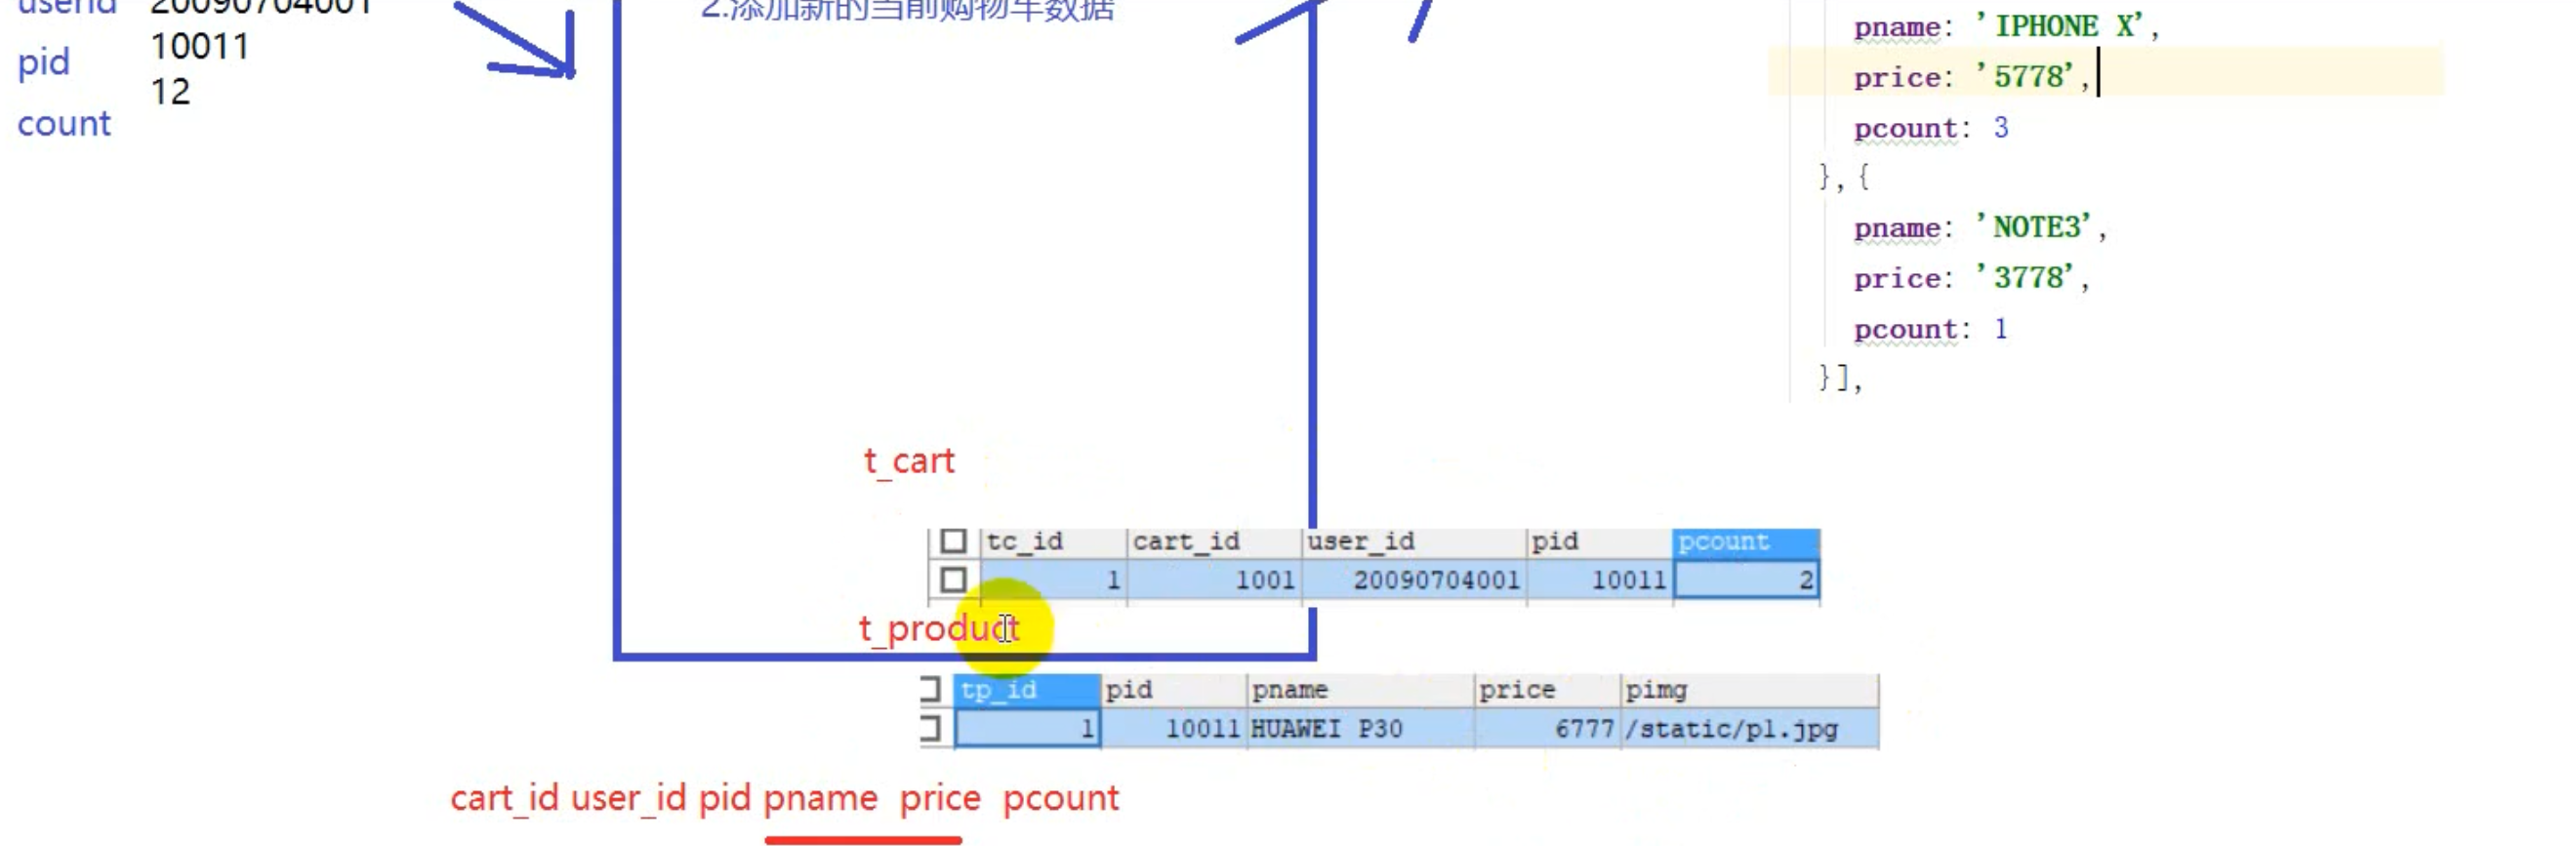 userid 20090704001
pid 10011
12
count
2.添加新的当前购物车数据
pname: 'IPHONE X',
price: '5778',
pcount: 3
},{
pname: 'NOTE3',
price: '3778',
pcount: 1
}],
t_cart
tc_id cart_id user_id pid pcount
1 1001 20090704001 10011 2
t_product
tp_id pid pname price pimg
1 10011 HUAWEI P30 6777 /static/p1.jpg
cart_id user_id pid pname price pcount